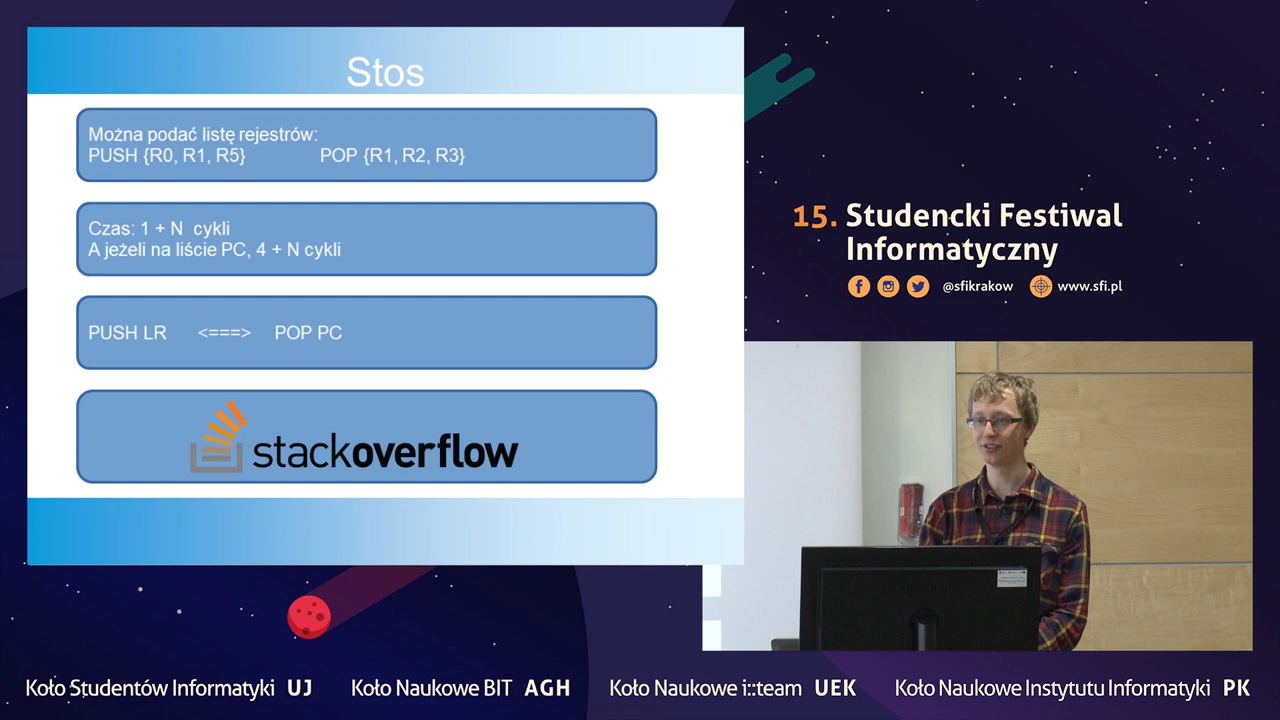 Stos
Można podać listę rejestrów:
PUSH {R0, R1, R5} POP {R1, R2, R3}
Czas: 1 + N cykli
A jeżeli na liście PC, 4 + N cykli
PUSH LR <===> POP PC
stackoverflow
15. Studencki Festiwal
Informatyczny
@sfikrakow www.sfi.pl
Koło Studentów Informatyki UJ Koło Naukowe BIT AGH Koło Naukowe i::team UEK Koło Naukowe Instytutu Informatyki PK